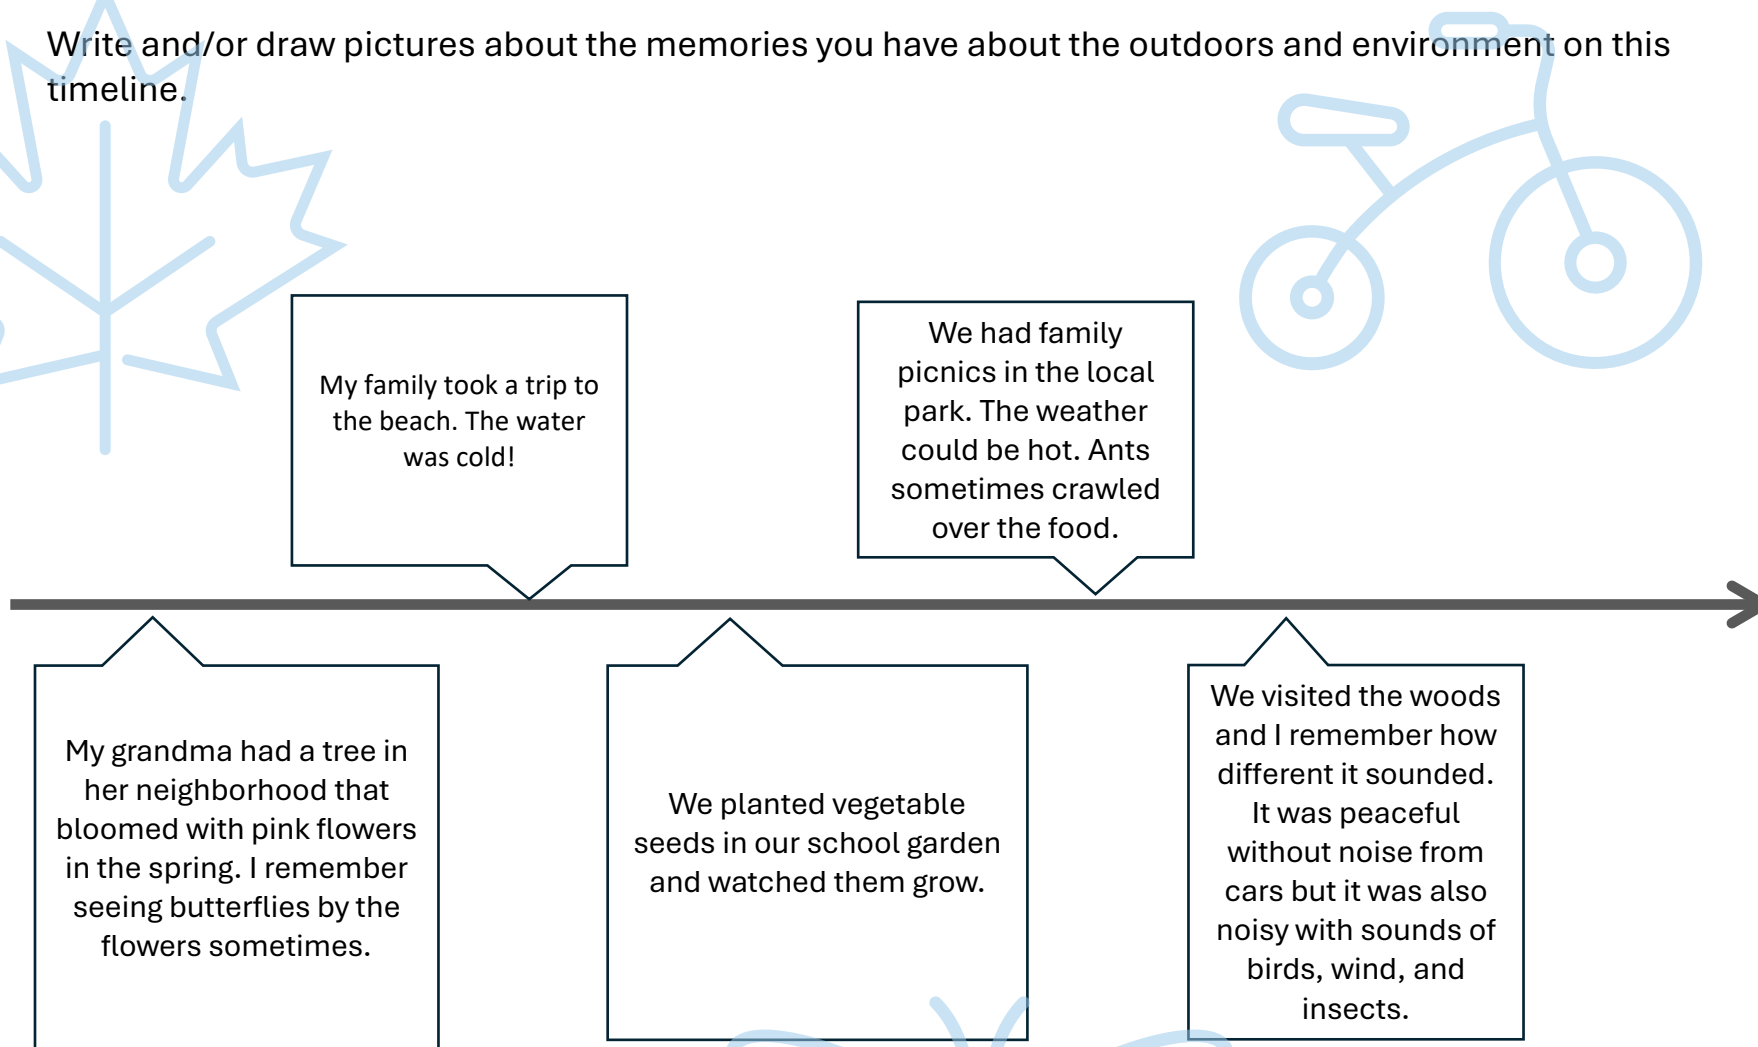 Write and/or draw pictures about the memories you have about the outdoors and environment on this
timeline.
My family took a trip to
the beach. The water
was cold!
We had family
picnics in the local
park. The weather
could be hot. Ants
sometimes crawled
over the food.
My grandma had a tree in
her neighborhood that
bloomed with pink flowers
in the spring. I remember
seeing butterflies by the
flowers sometimes.
We planted vegetable
seeds in our school garden
and watched them grow.
We visited the woods
and I remember how
different it sounded.
It was peaceful
without noise from
cars but it was also
noisy with sounds of
birds, wind, and
insects.